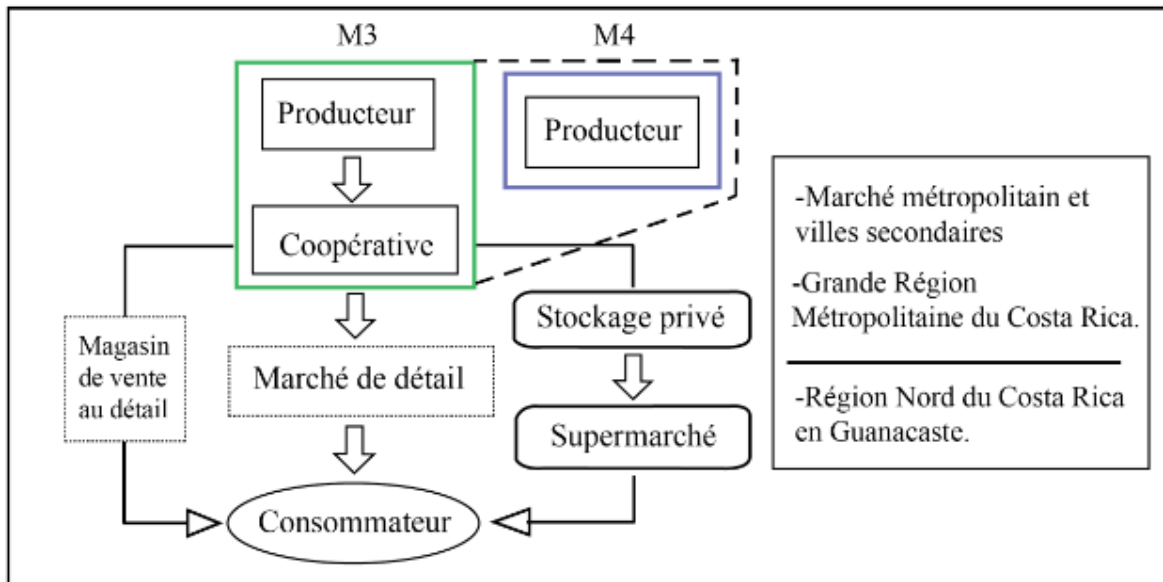 M3
M4
Producteur
Producteur
Coopérative
Magasin
de vente
au détail
Marché de détail
Stockage privé
Supermarché
Consommateur
-Marché métropolitain et
villes secondaires
-Grande Région
Métropolitaine du Costa Rica.
-Région Nord du Costa Rica
en Guanacaste.